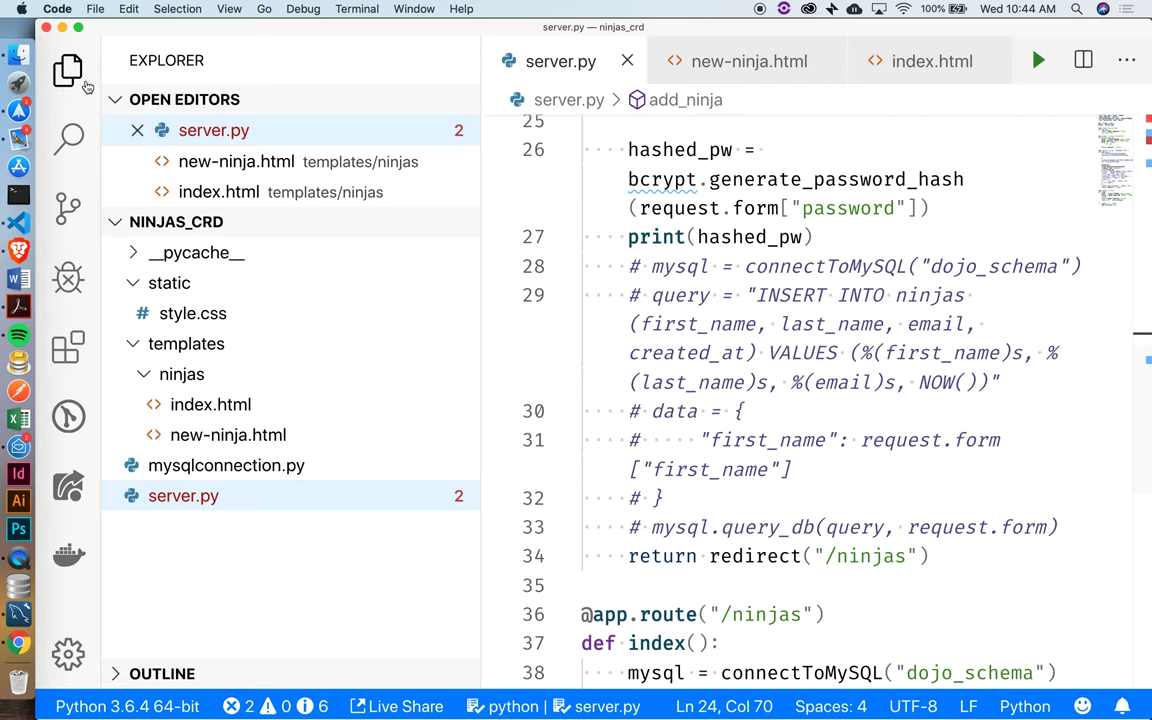 Code File Edit Selection View Go Debug Terminal Window Help 100% Wed 10:44 AM
server.py — ninjas_crd
EXPLORER
server.py
new-ninja.html
index.html
OPEN EDITORS
server.py > add_ninja
server.py 2
new-ninja.html templates/ninjas
index.html templates/ninjas
NINJAS_CRD
__pycache__
static
# style.css
templates
ninjas
index.html
new-ninja.html
mysqlconnection.py
server.py 2
OUTLINE
25
26 hashed_pw =
bcrypt.generate_password_hash
(request.form["password"])
27 print(hashed_pw)
28 # mysql = connectToMySQL("dojo_schema")
29 # query = "INSERT INTO ninjas
(first_name, last_name, email,
created_at) VALUES (%(first_name)s, %
(last_name)s, %(email)s, NOW())"
30 # data = {
31 # "first_name": request.form
["first_name"]
32 # }
33 # mysql.query_db(query, request.form)
34 return redirect("/ninjas")
35
36 @app.route("/ninjas")
37 def index():
38 mysql = connectToMySQL("dojo_schema")
Id
Ai
Ps
Python 3.6.4 64-bit 2 0 6 Live Share python | server.py Ln 24, Col 70 Spaces: 4 UTF-8 LF Python